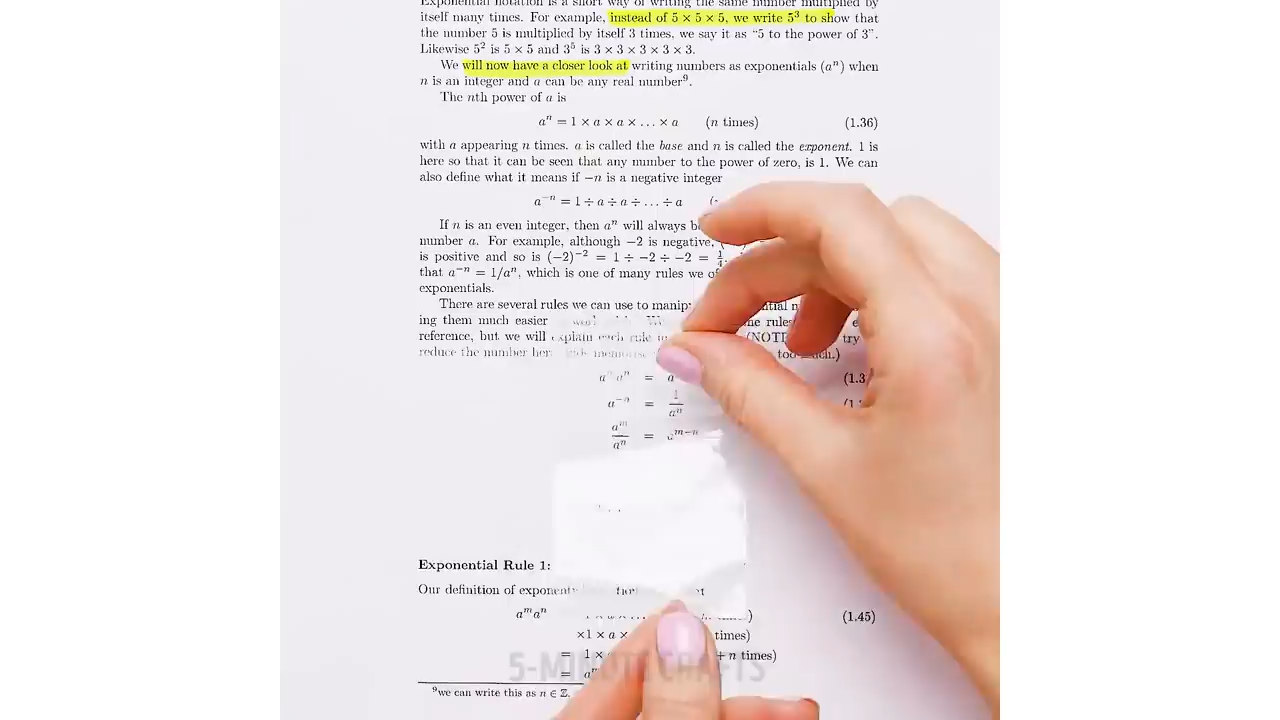 Exponential notation is a short way of writing the same number multiplied by
itself many times. For example, instead of 5 × 5 × 5, we write 5³ to show that
the number 5 is multiplied by itself 3 times, we say it as “5 to the power of 3”.
Likewise 5² is 5 × 5 and 3⁵ is 3 × 3 × 3 × 3 × 3.
We will now have a closer look at writing numbers as exponentials (aⁿ) when
n is an integer and a can be any real number⁹.
The nth power of a is
aⁿ = 1 × a × a × . . . × a (n times) (1.36)
with a appearing n times. a is called the base and n is called the exponent. 1 is
here so that it can be seen that any number to the power of zero, is 1. We can
also define what it means if −n is a negative integer
a⁻ⁿ = 1 ÷ a ÷ a ÷ . . . ÷ a
If n is an even integer, then aⁿ will always
number a. For example, although −2 is negative,
is positive and so is (−2)⁻² = 1 ÷ −2 ÷ −2 = ¼
that a⁻ⁿ = 1/aⁿ, which is one of many rules we
exponentials.
There are several rules we can use to
ing them much easier rules
reference, but we will explain each rule try
reduce the number
aⁿ = a
a⁻ⁿ = 1/aⁿ
aᵐ/aⁿ = ᵐ⁻ⁿ
Exponential Rule 1:
Our definition of
aᵐaⁿ (1.45)
×1 × a × times)
= 1 × + n times)
=
5-MINUTE CRAFTS
⁹we can write this as n ∈ ℤ.